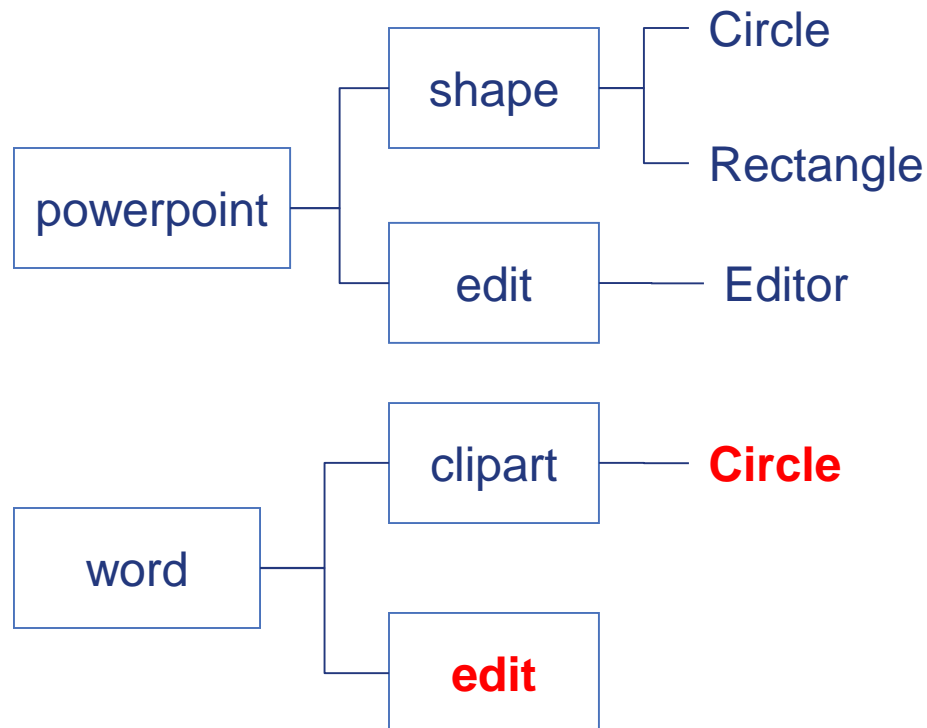 Circle
shape
Rectangle
powerpoint
edit
Editor
clipart
Circle
word
edit